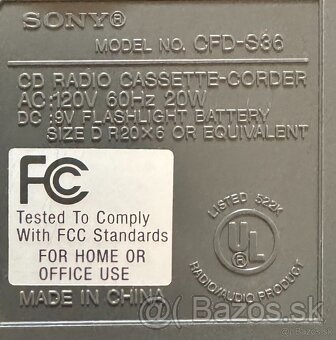 SONY®
MODEL NO. CFD-S36
CD RADIO CASSETTE-CORDER
AC:120V 60Hz 20W
DC :9V FLASHLIGHT BATTERY
SIZE D R20×6 OR EQUIVALENT
FC
Tested To Comply
With FCC Standards
FOR HOME OR
OFFICE USE
LISTED 522K
UL®
RADIO/AUDIO PRODUCT
MADE IN CHINA
Bazos.sk